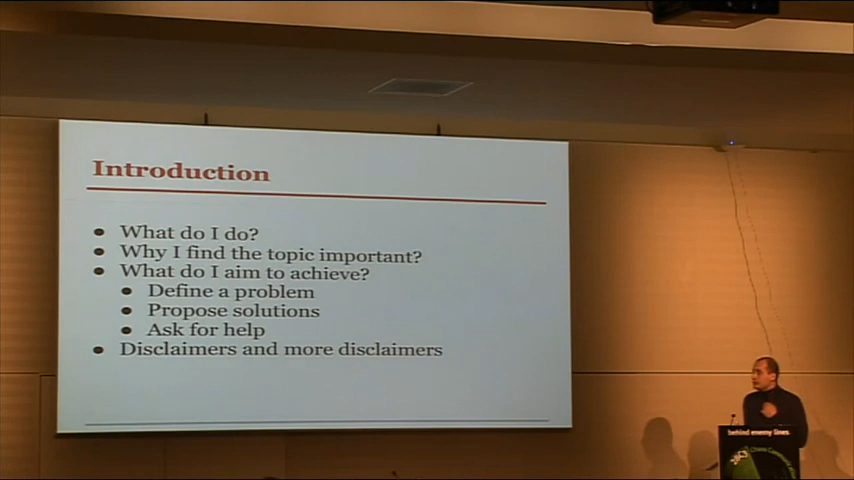 Introduction
What do I do?
Why I find the topic important?
What do I aim to achieve?
Define a problem
Propose solutions
Ask for help
Disclaimers and more disclaimers
behind enemy lines